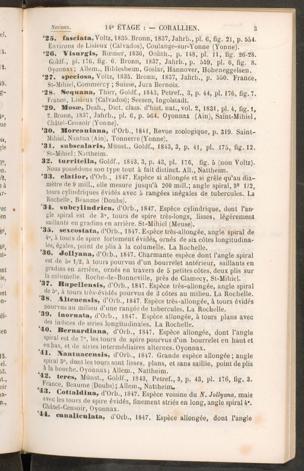 Nerinea. 14e ÉTAGE : — CORALLIEN. 3
*25. fasciata, Voltz, 1835. Bronn, 1837, Jahrb., pl. 6, fig. 21, p. 554.
Environs de Lisieux (Calvados), Coulange-sur-Yonne (Yonne).
*26. Visurgis, Rœmer, 1836, Oolith., p. 148, pl. 11, fig. 26-28.
Goldf., pl. 176, fig. 6. Bronn, 1837, Jahrb., p. 559, pl. 6, fig. 8.
Oyonnax; Allem., Hildesheim, Goslar, Hannover, Hoheneggelsen.
*27. speciosa, Voltz, 1835. Bronn, 1837, Jahrb., p. 550. France,
St-Mihiel, Commercy; Suisse, Jura Bernois.
*28. Sequana, Thirr, Goldf., 1843, Petref., 3, p. 44, pl. 176, fig. 7.
France, Lisieux (Calvados); Seewen, Ingolstadt.
*29. Mosæ, Desh., Dict. class. d'hist. nat., vol. 2, 1831, pl. 4, fig. 1,
2. Bronn, 1837, Jahrb., pl. 6, p. 564. Oyonnax (Ain), Saint-Mihiel,
Châtel-Censoir (Yonne).
*30. Moreauiana, d'Orb., 1841, Revue zoologique, p. 319. Saint-
Mihiel, Nantua (Ain), Tonnerre (Yonne).
*31. subscalaris, Münst., Goldf., 1843, 3, p. 41, pl. 175, fig. 12.
St-Mihiel; Nattheim.
*32. turritella, Goldf., 1843, 3, p. 43, pl. 176, fig. 5 (non Voltz).
Nous possédons son type tout à fait distinct. All., Nattheim.
*33. elatior, d'Orb., 1847. Espèce si allongée et si grêle qu'au dia-
mètre de 9 mill., elle mesure jusqu'à 200 mill.; angle spiral, 3° 1/2,
tours cylindriques évidés avec 5 rangées inégales de tubercules. La
Rochelle, Beaume (Doubs).
*34. subcylindrica, d'Orb., 1847. Espèce cylindrique, dont l'an-
gle spiral est de 3°, tours de spire très-longs, lisses, légèrement
saillants en gradins en arrière. St-Mihiel (Meuse).
*35. sexcostata, d'Orb., 1847. Espèce très-allongée, angle spiral de
4°, à tours de spire fortement évidés, ornés de six côtes longitudina-
les, égales, point de plis à la columelle. La Rochelle.
*36. Jollyana, d'Orb., 1847. Charmante espèce dont l'angle spiral
est de 5° 1/2, à tours pourvus d'un bourrelet antérieur, saillants en
gradins en arrière, ornés en travers de 5 petites côtes, deux plis sur
la columelle. Roche-de-Bonneville, près de Clamecy, St-Mihiel.
*37. Rupellensis, d'Orb., 1847. Espèce très-allongée, angle spiral
de 5°, à tours très-évidés pourvus de 2 côtes au milieu. La Rochelle.
*38. Altenensis, d'Orb., 1847. Espèce très-allongée, à tours évidés
pourvus au milieu d'une rangée de tubercules. La Rochelle.
*39. inornata, d'Orb., 1847. Espèce allongée, à tours plans avec
des indices de stries longitudinales. La Rochelle.
*40. Bernardiana, d'Orb., 1847. Espèce allongée, dont l'angle
spiral est de 7°, les tours de spire pourvus d'un bourrelet en haut et
en bas, et de stries intermédiaires alternes. Oyonnax.
*41. Nantuacensis, d'Orb., 1847. Grande espèce allongée; angle
spiral 9°, dont les tours sont lisses, plans, et sans saillie, point de plis
à la bouche. Oyonnax; Allem., Nattheim.
*42. teres, Münst., Goldf., 1843, Petref., 3, p. 43, pl. 176, fig. 3.
France, Beaume (Doubs); Allem., Nattheim.
*43. Cottaldina, d'Orb., 1847. Espèce voisine du N. Jollyana, mais
avec les tours de spire évidés, finement striés en long, angle spiral 4°.
Châtel-Censoir, Oyonnax.
*44. canaliculata, d'Orb., 1847. Espèce allongée, dont l'angle